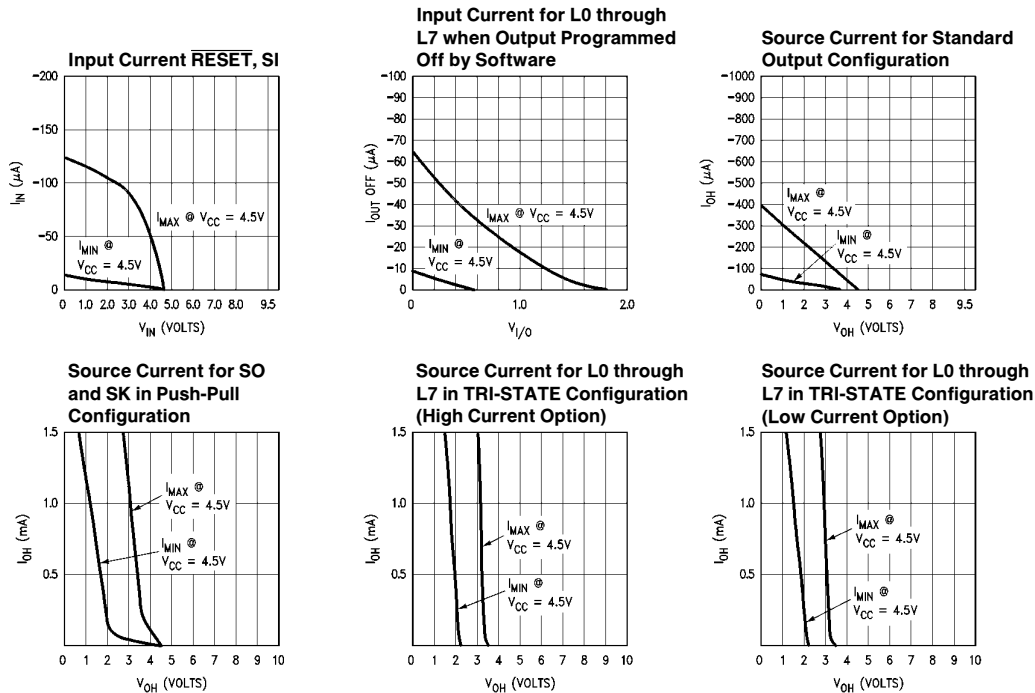 Input Current RESET, SI
-200
-150
-100
-50
0
I_IN (μA)
I_MAX @ V_CC = 4.5V
I_MIN @
V_CC = 4.5V
0 1.0 2.0 3.0 4.0 5.0 6.0 7.0 8.0 9.5
V_IN (VOLTS)
Input Current for L0 through
L7 when Output Programmed
Off by Software
-100
-90
-80
-70
-60
-50
-40
-30
-20
-10
0
I_OUT OFF (μA)
I_MAX @ V_CC = 4.5V
I_MIN @
V_CC = 4.5V
0 1.0 2.0
V_I/O
Source Current for Standard
Output Configuration
-1000
-900
-800
-700
-600
-500
-400
-300
-200
-100
0
I_OH (μA)
I_MAX @
V_CC = 4.5V
I_MIN @
V_CC = 4.5V
0 1 2 3 4 5 6 7 8 9.5
V_OH (VOLTS)
Source Current for SO
and SK in Push-Pull
Configuration
1.5
1.0
0.5
I_OH (mA)
I_MAX @
V_CC = 4.5V
I_MIN @
V_CC = 4.5V
0 1 2 3 4 5 6 7 8 9 10
V_OH (VOLTS)
Source Current for L0 through
L7 in TRI-STATE Configuration
(High Current Option)
1.5
1.0
0.5
I_OH (mA)
I_MAX @
V_CC = 4.5V
I_MIN @
V_CC = 4.5V
0 1 2 3 4 5 6 7 8 9 10
V_OH (VOLTS)
Source Current for L0 through
L7 in TRI-STATE Configuration
(Low Current Option)
1.5
1.0
0.5
I_OH (mA)
I_MAX @
V_CC = 4.5V
I_MIN @
V_CC = 4.5V
0 1 2 3 4 5 6 7 8 9 10
V_OH (VOLTS)